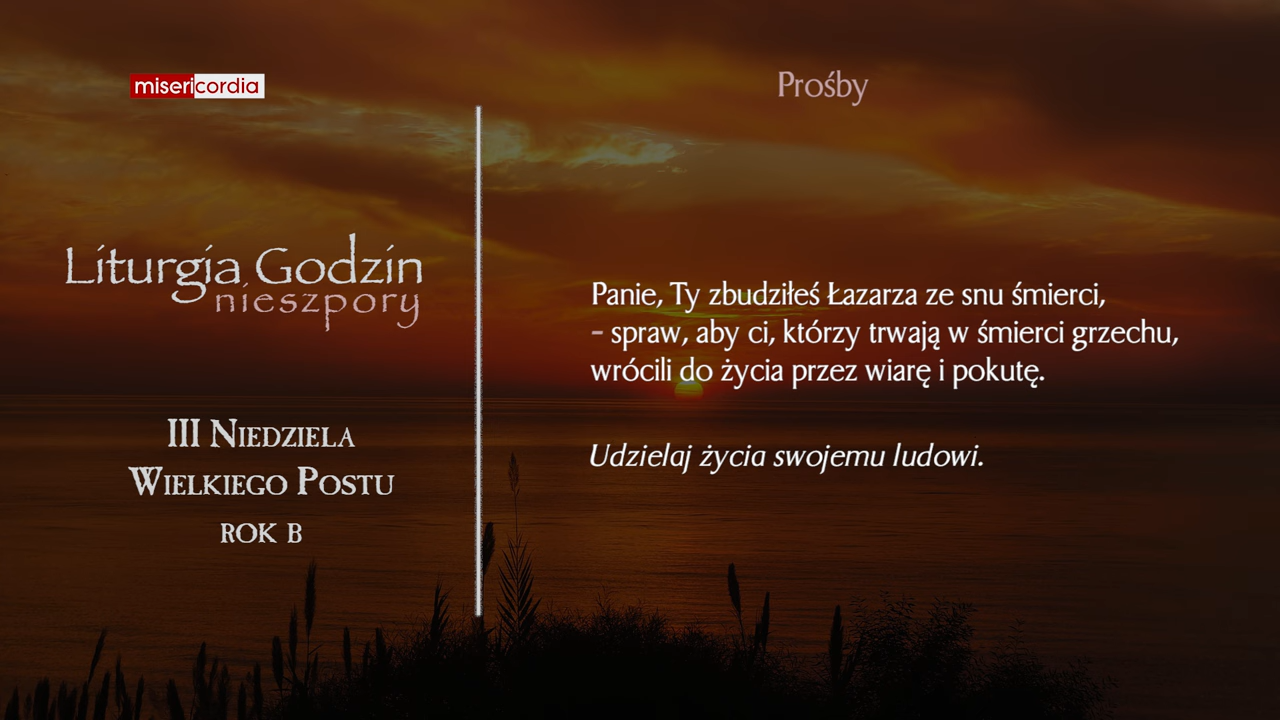 misericordia
Liturgia Godzin
nieszpory
III Niedziela
Wielkiego Postu
rok B
Prośby
Panie, Ty zbudziłeś Łazarza ze snu śmierci,
- spraw, aby ci, którzy trwają w śmierci grzechu,
wrócili do życia przez wiarę i pokutę.
Udzielaj życia swojemu ludowi.